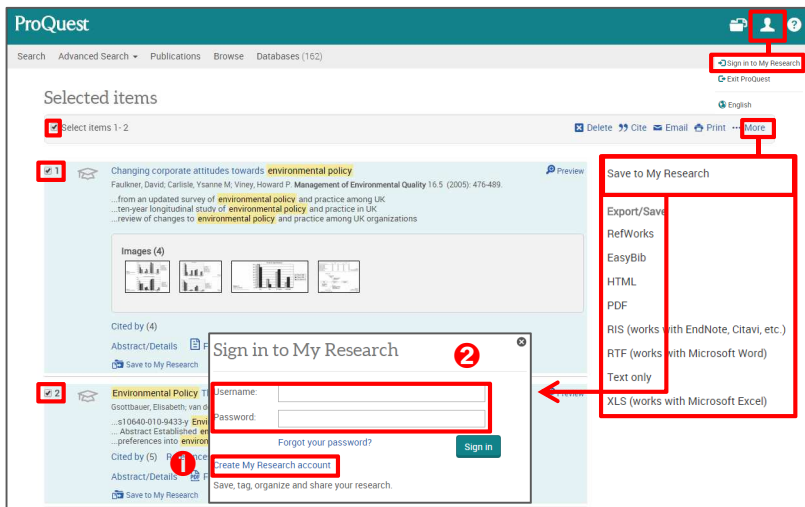 ProQuest
?
Search Advanced Search Publications Browse Databases (162)
Sign in to My Research
Exit ProQuest
English
Selected items
Select items 1- 2
Delete Cite Email Print ... More
1
Changing corporate attitudes towards environmental policy
Preview
Faulkner, David; Carlisle, Ysanne M; Viney, Howard P. Management of Environmental Quality 16.5 (2005): 476-489.
...from an updated survey of environmental policy and practice among UK
...ten-year longitudinal study of environmental policy and practice in UK
...review of changes to environmental policy and practice among UK organizations
Images (4)
Cited by (4)
Abstract/Details F
Save to My Research
2
Environmental Policy Th
Gsottbauer, Elisabeth; van d
...s10640-010-9433-y Envi
... Abstract Established en
...preferences into environ
Cited by (5)
Abstract/Details F
Save to My Research
Sign in to My Research
2
Username:
Password:
Forgot your password?
Sign in
1
Create My Research account
Save, tag, organize and share your research.
Save to My Research
Export/Save
RefWorks
EasyBib
HTML
PDF
RIS (works with EndNote, Citavi, etc.)
RTF (works with Microsoft Word)
Text only
XLS (works with Microsoft Excel)